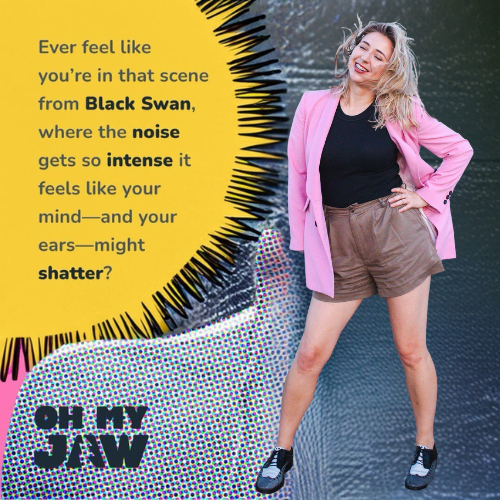 Ever feel like
you’re in that scene
from Black Swan,
where the noise
gets so intense it
feels like your
mind—and your
ears—might
shatter?
OH MY
JAW